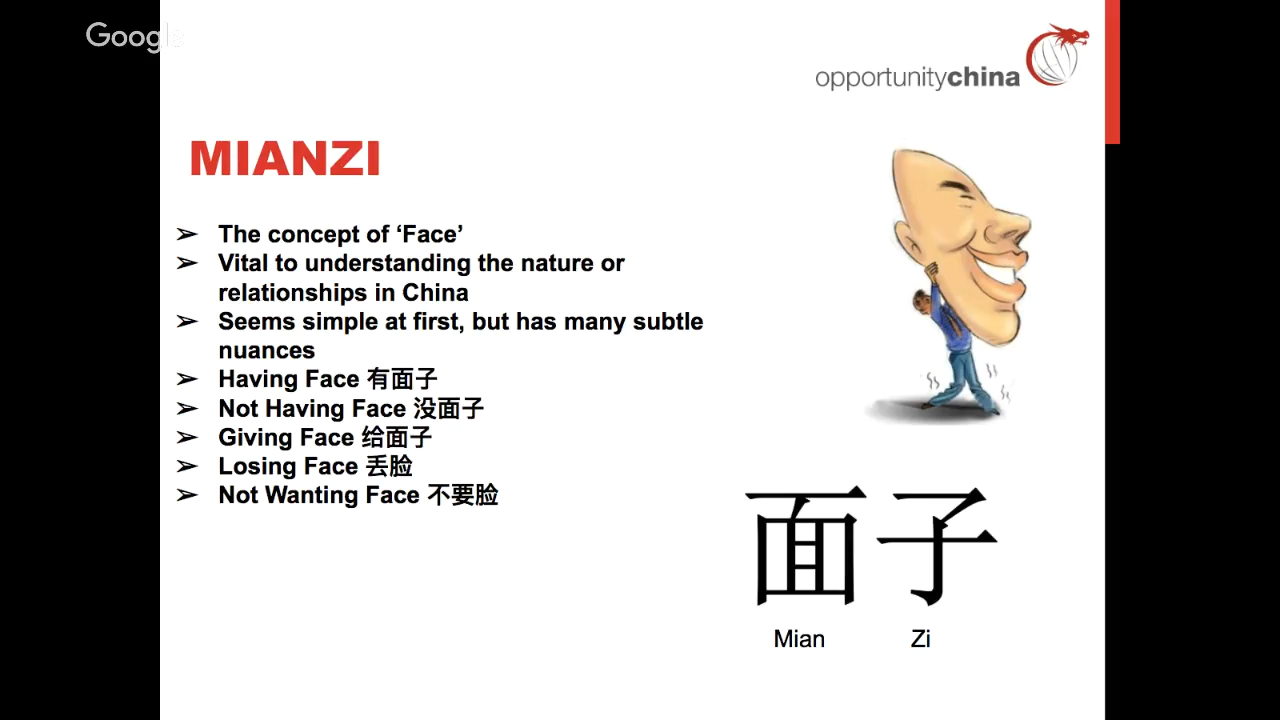 Google
opportunitychina
MIANZI
➢ The concept of ‘Face’
➢ Vital to understanding the nature or
relationships in China
➢ Seems simple at first, but has many subtle
nuances
➢ Having Face 有面子
➢ Not Having Face 没面子
➢ Giving Face 给面子
➢ Losing Face 丢脸
➢ Not Wanting Face 不要脸
面子
Mian Zi